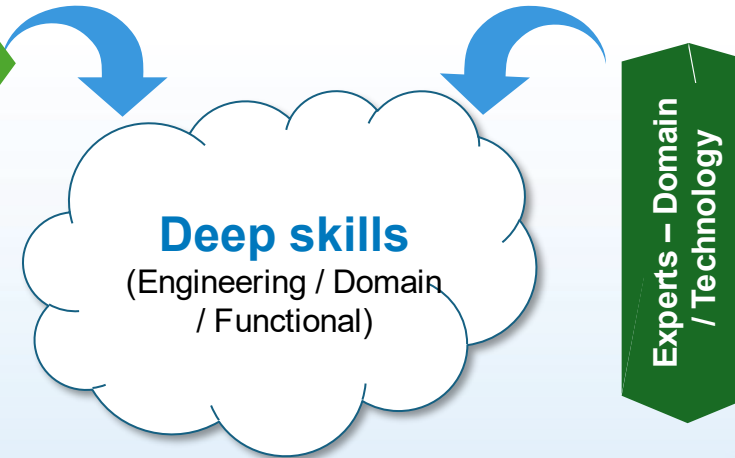 Deep skills
(Engineering / Domain
/ Functional)
Experts – Domain
/ Technology